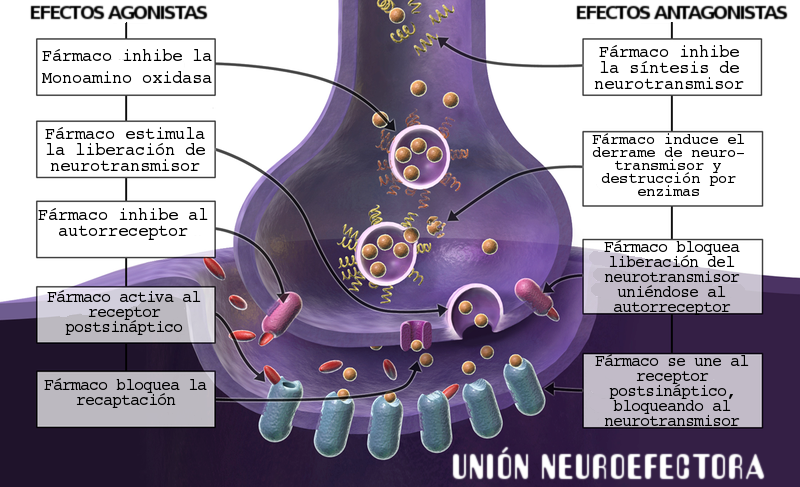 EFECTOS AGONISTAS
Fármaco inhibe la
Monoamino oxidasa
Fármaco estimula
la liberación de
neurotransmisor
Fármaco inhibe al
autorreceptor
Fármaco activa al
receptor
postsináptico
Fármaco bloquea la
recaptación
EFECTOS ANTAGONISTAS
Fármaco inhibe
la síntesis de
neurotransmisor
Fármaco induce el
derrame de neuro-
transmisor y
destrucción por
enzimas
Fármaco bloquea
liberación del
neurotransmisor
uniéndose al
autorreceptor
Fármaco se une al
receptor
postsináptico,
bloqueando al
neurotransmisor
UNIÓN NEUROEFECTORA